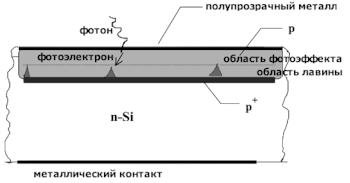 полупрозрачный металл
фотон
p
фотоэлектрон
область фотоэффекта
область лавины
p+
n-Si
металлический контакт